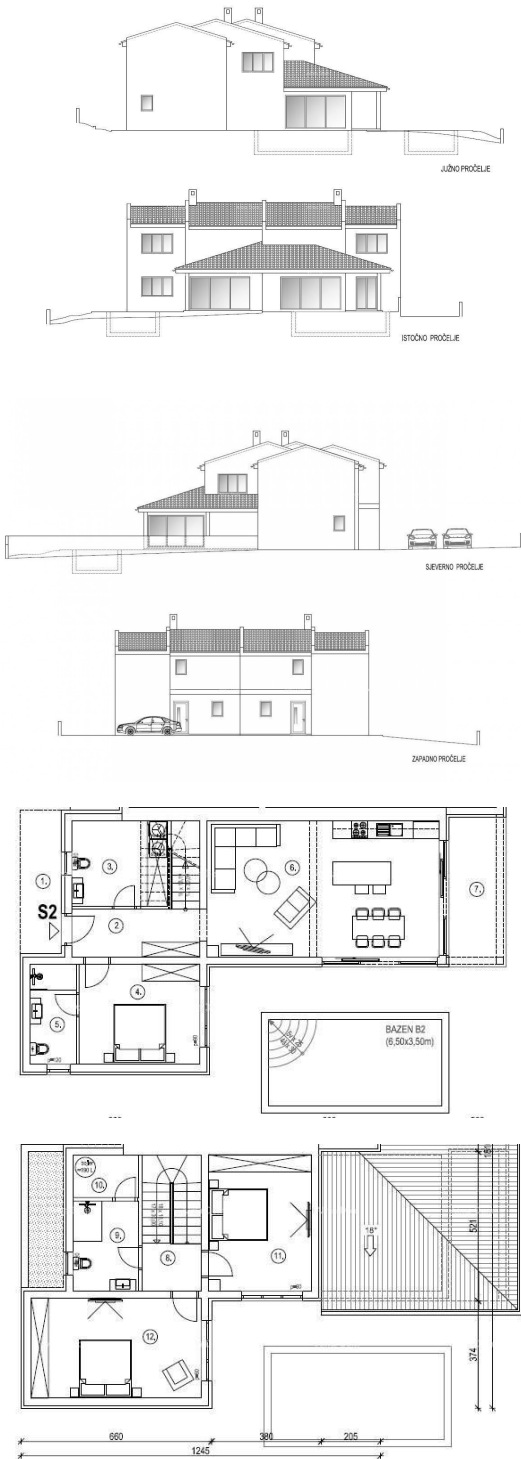 JUŽNO PROČELJE
ISTOČNO PROČELJE
SJEVERNO PROČELJE
ZAPADNO PROČELJE
1.
3.
6.
7.
S2
2
4.
5.
BAZEN B2
(6,50x3,50m)
10.
9.
8.
11.
12.
18°
181
521
374
660
380
205
1245